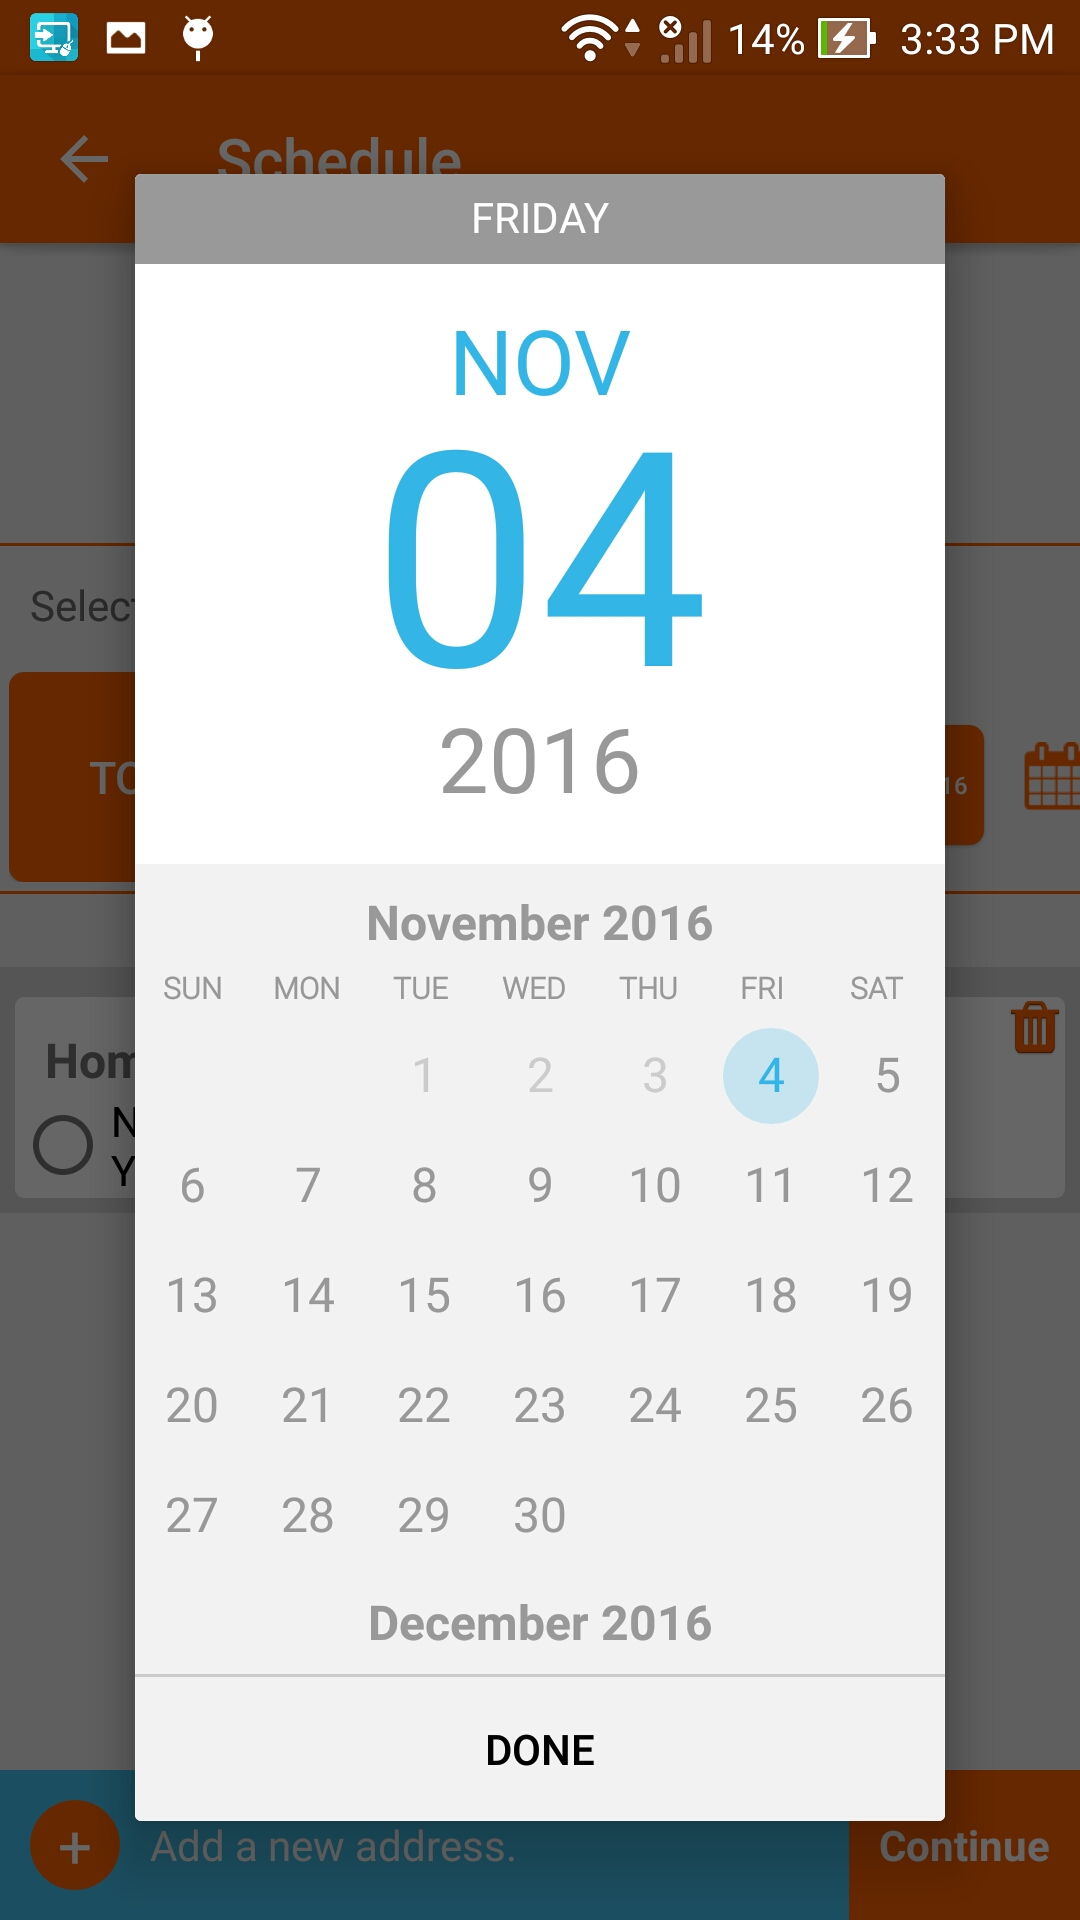 14% 3:33 PM
Schedule
FRIDAY
NOV
04
2016
Select
TO
16
November 2016
SUN MON TUE WED THU FRI SAT
1 2 3 4 5
6 7 8 9 10 11 12
13 14 15 16 17 18 19
20 21 22 23 24 25 26
27 28 29 30
December 2016
Hom
N
Y
DONE
+ Add a new address.
Continue